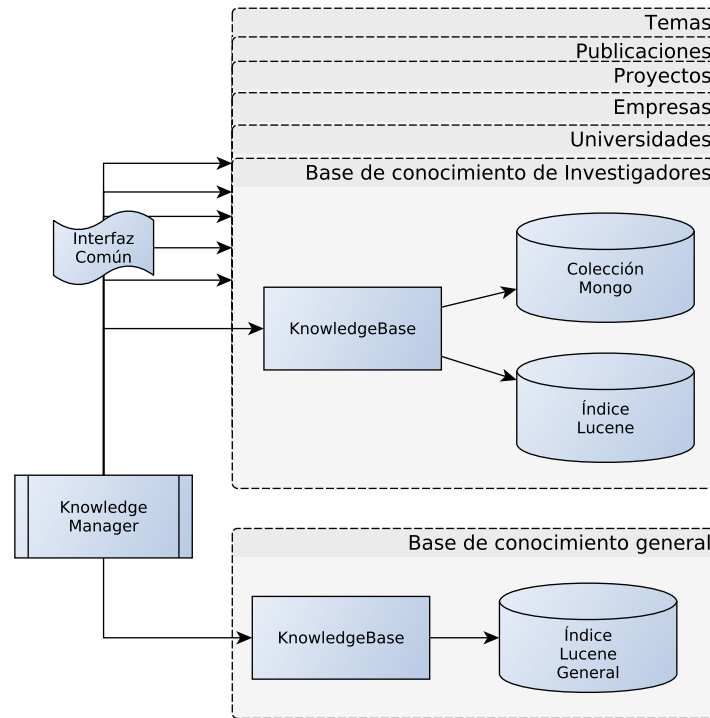 Temas
Publicaciones
Proyectos
Empresas
Universidades
Base de conocimiento de Investigadores
Interfaz
Común
Colección
Mongo
KnowledgeBase
Índice
Lucene
Knowledge
Manager
Base de conocimiento general
KnowledgeBase
Índice
Lucene
General